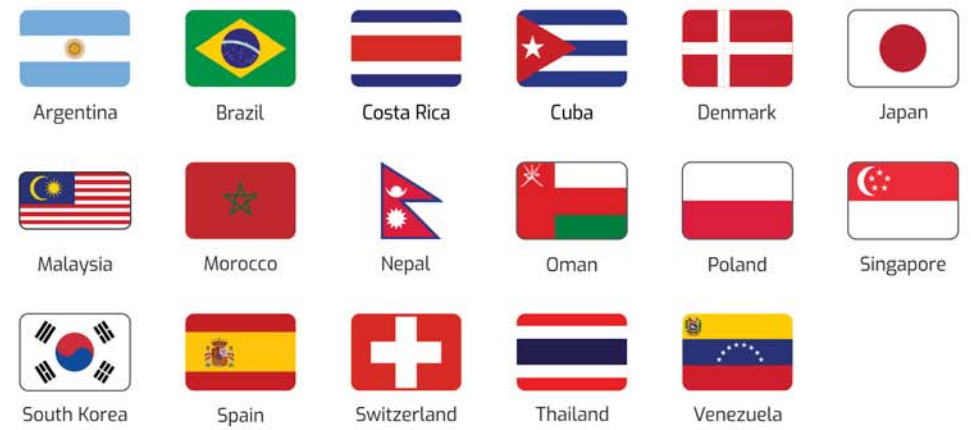 Argentina
Brazil
Costa Rica
Cuba
Denmark
Japan
Malaysia
Morocco
Nepal
Oman
Poland
Singapore
South Korea
Spain
Switzerland
Thailand
Venezuela